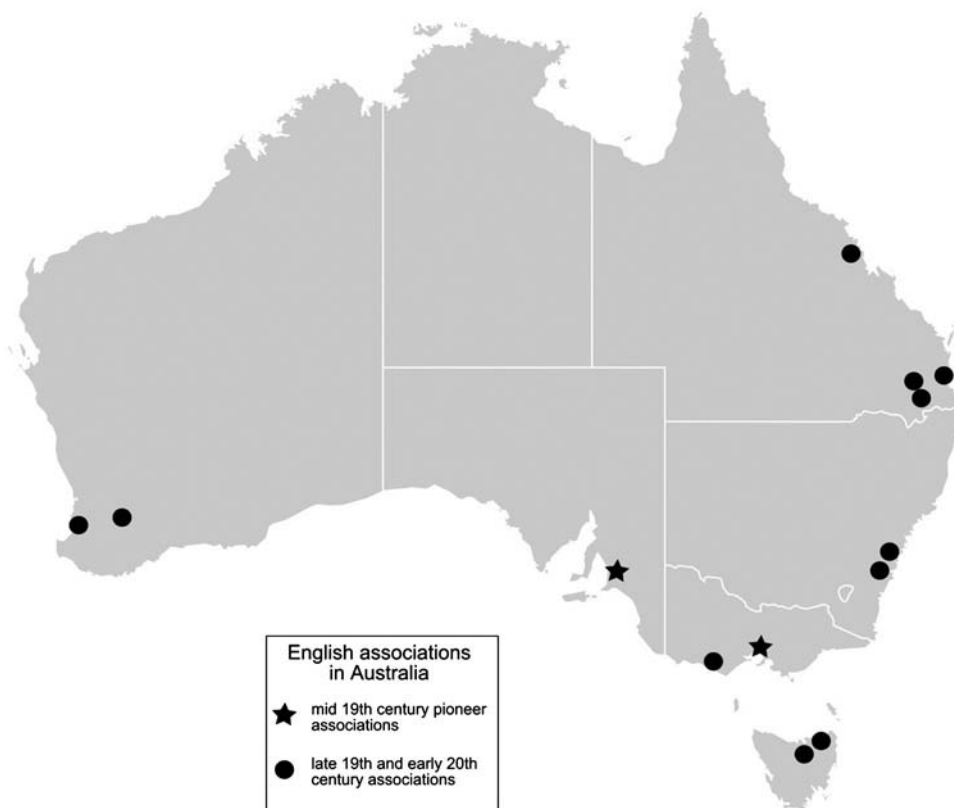 English associations
in Australia
mid 19th century pioneer
associations
late 19th and early 20th
century associations